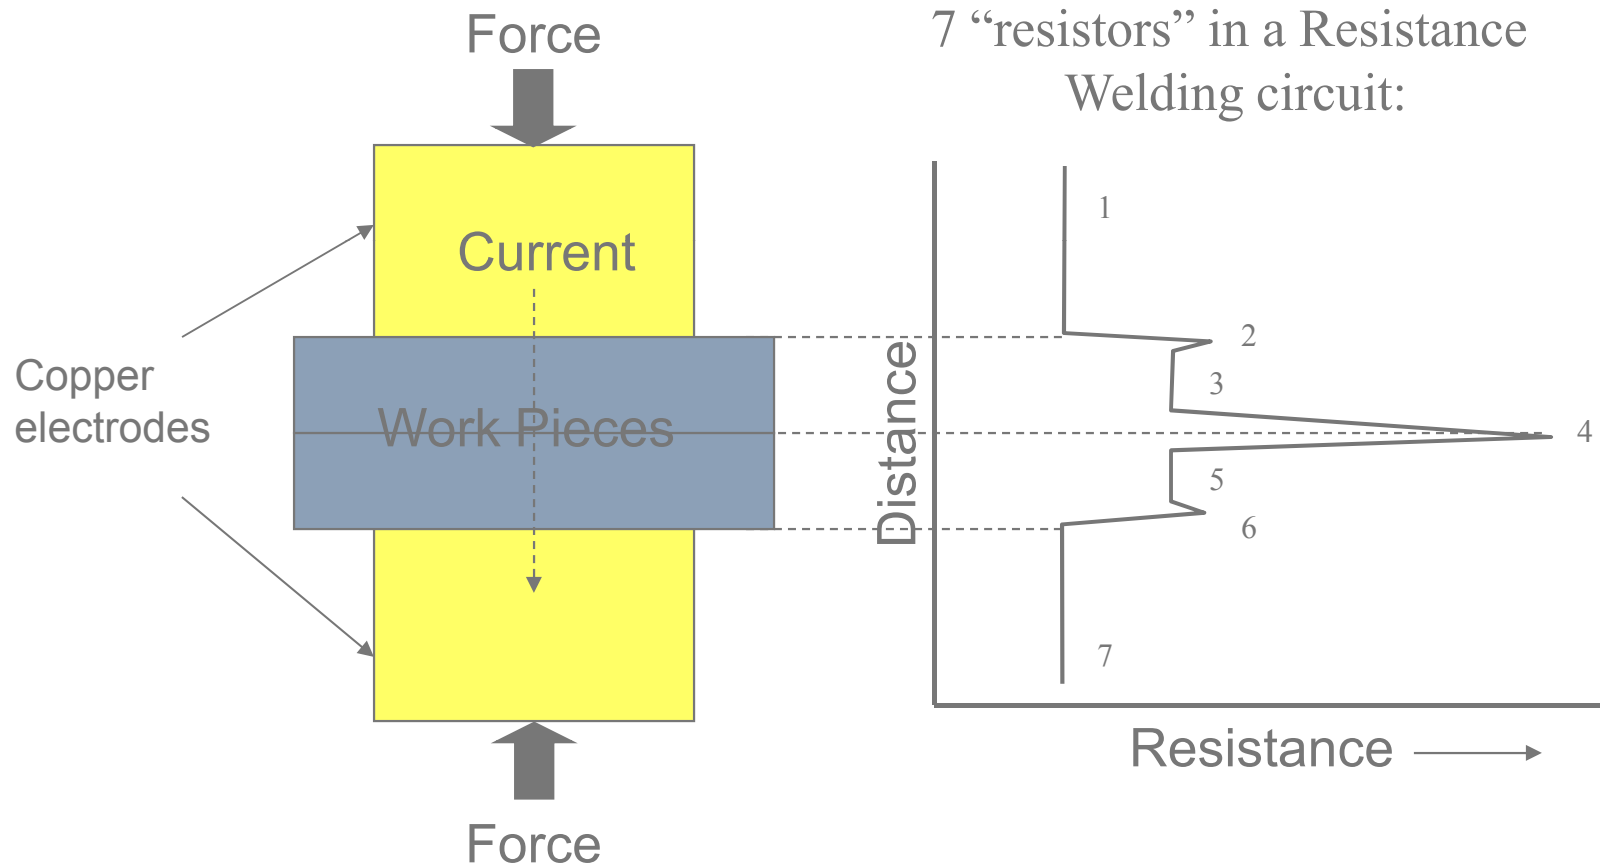 Force
7 “resistors” in a Resistance
Welding circuit:
Current
Copper
electrodes
Work Pieces
Distance
1
2
3
4
5
6
7
Resistance
Force